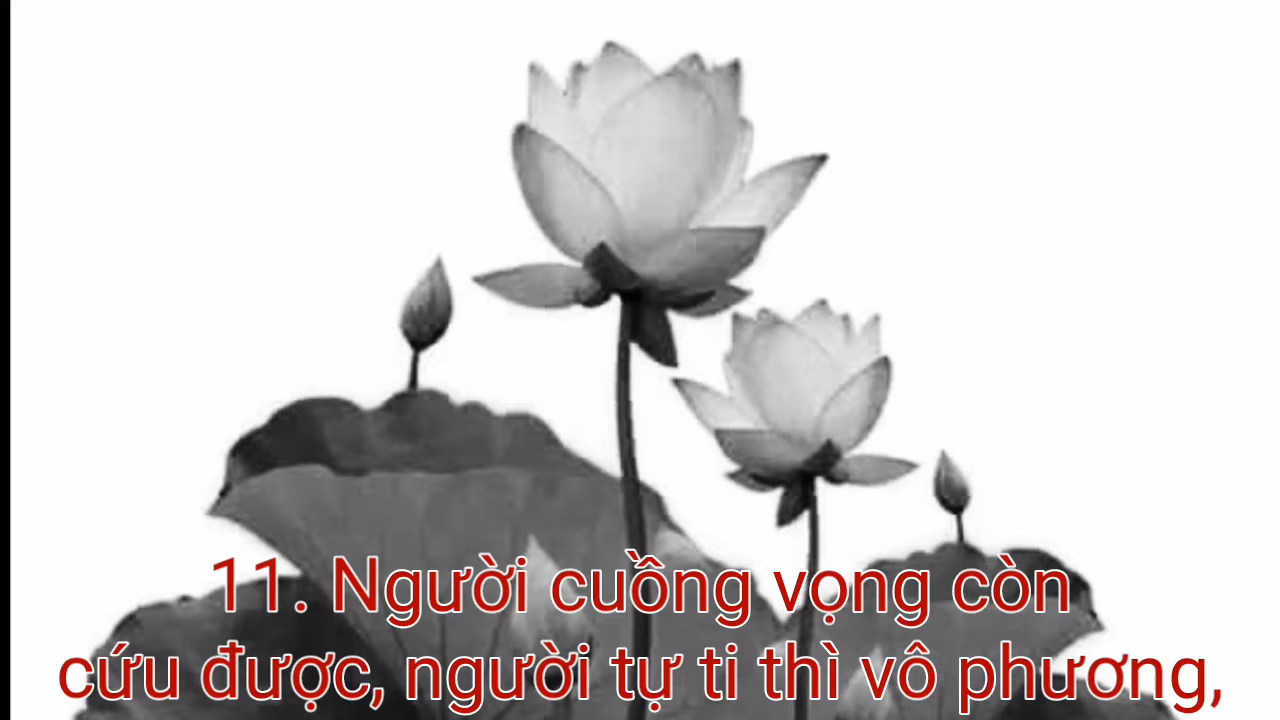 11. Người cuồng vọng còn
cứu được, người tự ti thì vô phương,